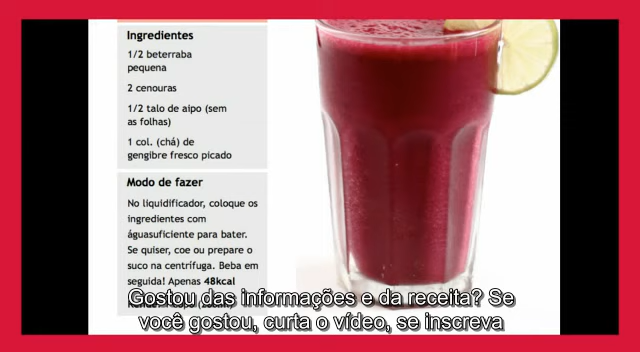 Ingredientes
1/2 beterraba
pequena
2 cenouras
1/2 talo de aipo (sem
as folhas)
1 col. (chá) de
gengibre fresco picado
Modo de fazer
No liquidificador, coloque os
ingredientes com
águasuficiente para bater.
Se quiser, coe ou prepare o
suco na centrífuga. Beba em
seguida! Apenas 48kcal
Gostou das informações e da receita? Se
você gostou, curta o vídeo, se inscreva